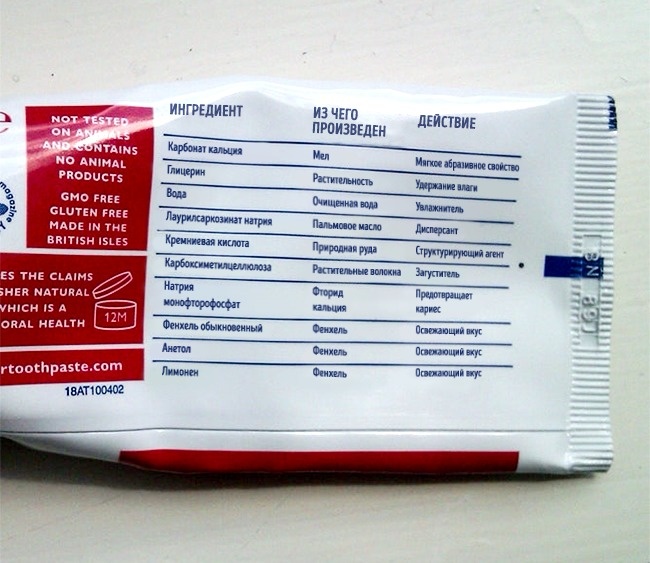 e
NOT TESTED
ON ANIMALS
AND CONTAINS
NO ANIMAL
PRODUCTS
GMO FREE
GLUTEN FREE
MADE IN THE
BRITISH ISLES
magazine
ES THE CLAIMS
SHER NATURAL
WHICH IS A
ORAL HEALTH
12M
rtoothpaste.com
18AT100402
ИНГРЕДИЕНТ ИЗ ЧЕГО ПРОИЗВЕДЕН ДЕЙСТВИЕ
Карбонат кальция Мел Мягкое абразивное свойство
Глицерин Растительность Удержание влаги
Вода Очищенная вода Увлажнитель
Лаурилсаркозинат натрия Пальмовое масло Дисперсант
Кремниевая кислота Природная руда Структурирующий агент
Карбоксиметилцеллюлоза Растительные волокна Загуститель
Натрия Фторид Предотвращает
монофторофосфат кальция кариес
Фенхель обыкновенный Фенхель Освежающий вкус
Анетол Фенхель Освежающий вкус
Лимонен Фенхель Освежающий вкус